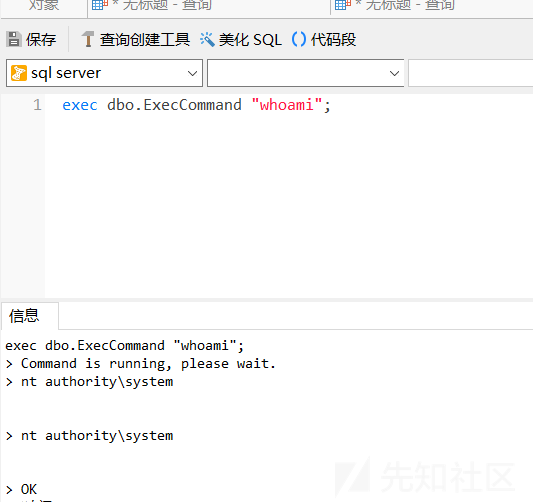 对象 * 无标题 - 查询 * 无标题 - 查询
保存 查询创建工具 美化 SQL () 代码段
sql server
1 exec dbo.ExecCommand "whoami";
信息
exec dbo.ExecCommand "whoami";
> Command is running, please wait.
> nt authority\system
> nt authority\system
> OK
先知社区